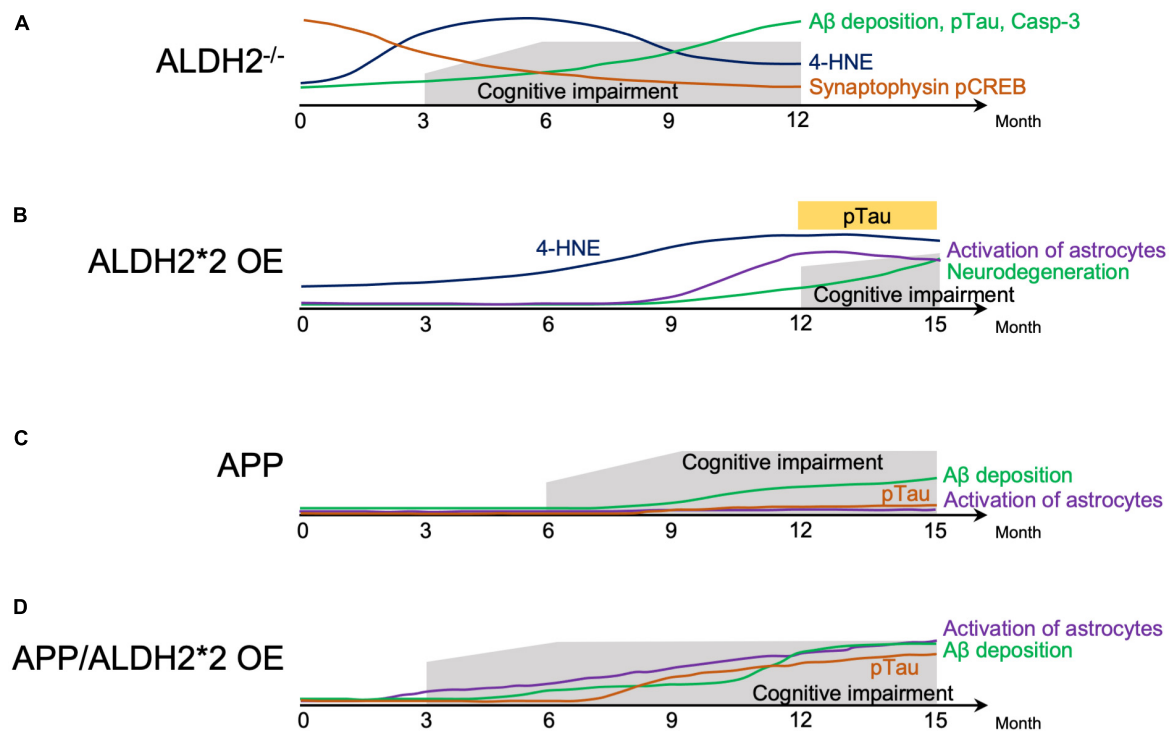 A
ALDH2-/-
Aβ deposition, pTau, Casp-3
4-HNE
Synaptophysin pCREB
Cognitive impairment
0 3 6 9 12 Month
B
ALDH2*2 OE
pTau
4-HNE
Activation of astrocytes
Neurodegeneration
Cognitive impairment
0 3 6 9 12 15 Month
C
APP
Cognitive impairment
Aβ deposition
pTau
Activation of astrocytes
0 3 6 9 12 15 Month
D
APP/ALDH2*2 OE
Activation of astrocytes
Aβ deposition
pTau
Cognitive impairment
0 3 6 9 12 15 Month